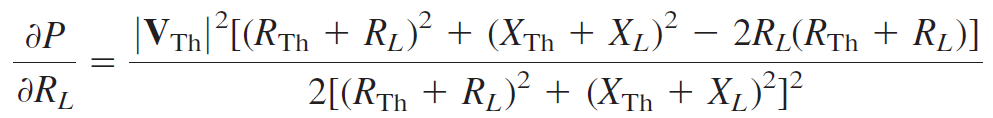 ∂P/∂R_L = |V_Th|²[(R_Th + R_L)² + (X_Th + X_L)² − 2R_L(R_Th + R_L)] / 2[(R_Th + R_L)² + (X_Th + X_L)²]²